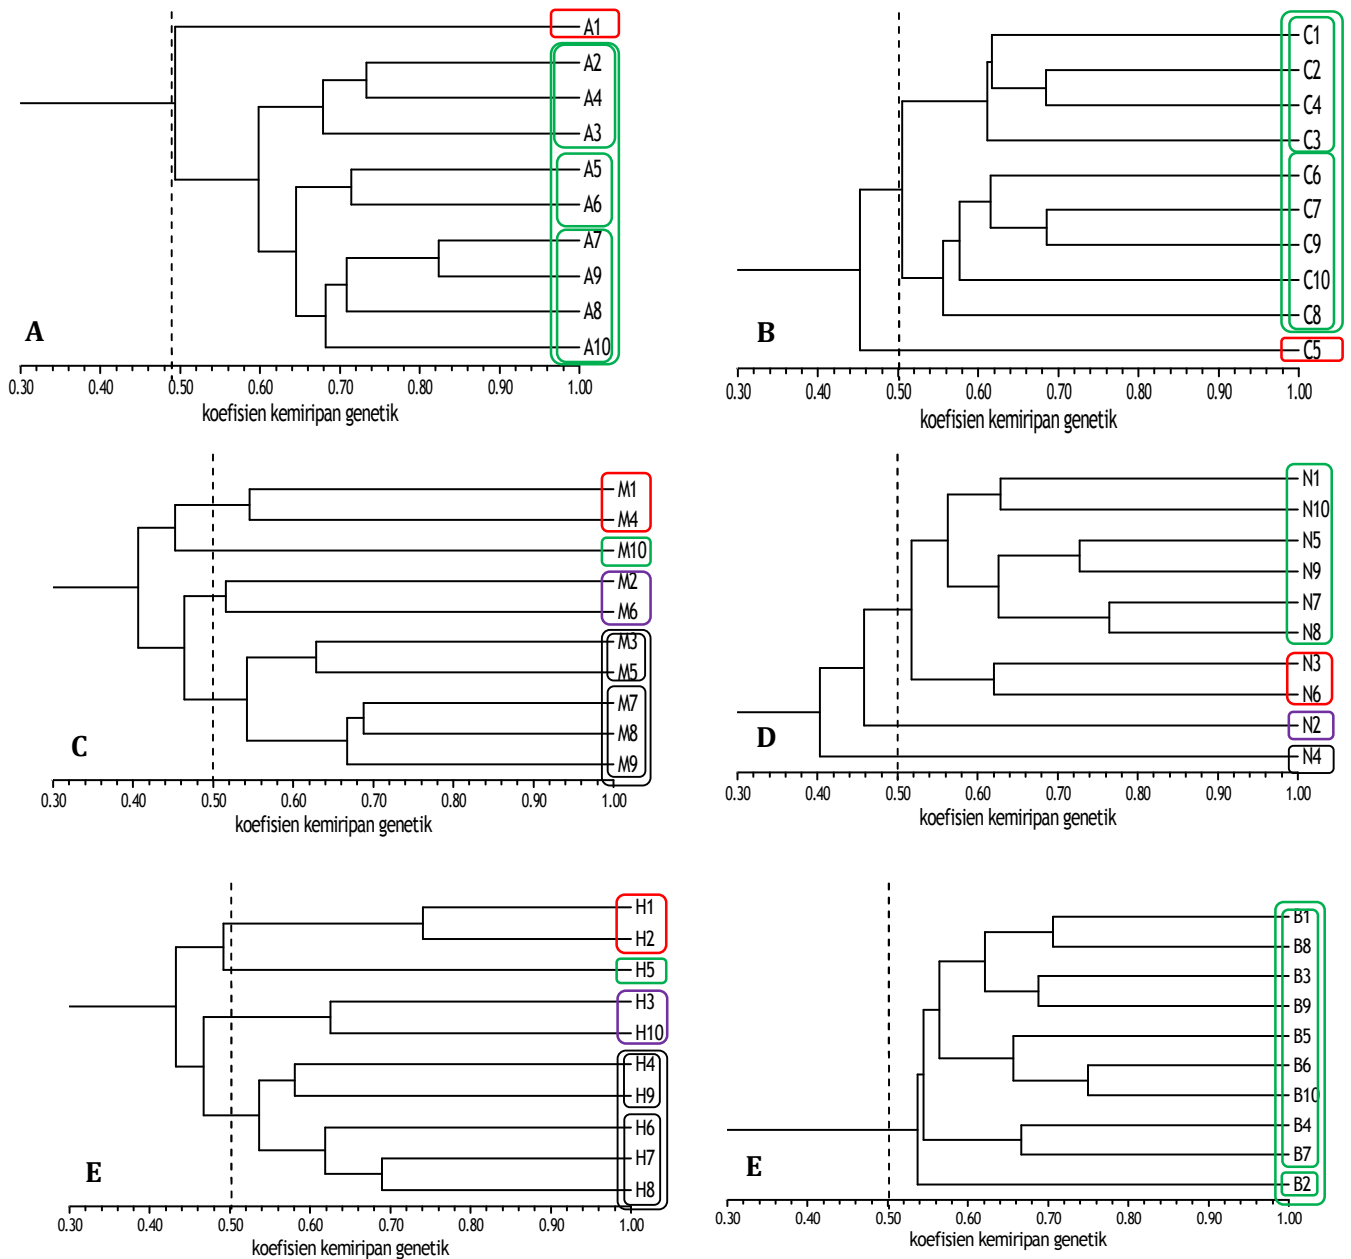 A1
A2
A4
A3
A5
A6
A7
A9
A8
A10
A
0.30 0.40 0.50 0.60 0.70 0.80 0.90 1.00
koefisien kemiripan genetik
C1
C2
C4
C3
C6
C7
C9
C10
C8
C5
B
0.30 0.40 0.50 0.60 0.70 0.80 0.90 1.00
koefisien kemiripan genetik
M1
M4
M10
M2
M6
M3
M5
M7
M8
M9
C
0.30 0.40 0.50 0.60 0.70 0.80 0.90 1.00
koefisien kemiripan genetik
N1
N10
N5
N9
N7
N8
N3
N6
N2
N4
D
0.30 0.40 0.50 0.60 0.70 0.80 0.90 1.00
koefisien kemiripan genetik
H1
H2
H5
H3
H10
H4
H9
H6
H7
H8
E
0.30 0.40 0.50 0.60 0.70 0.80 0.90 1.00
koefisien kemiripan genetik
B1
B8
B3
B9
B5
B6
B10
B4
B7
B2
E
0.30 0.40 0.50 0.60 0.70 0.80 0.90 1.00
koefisien kemiripan genetik